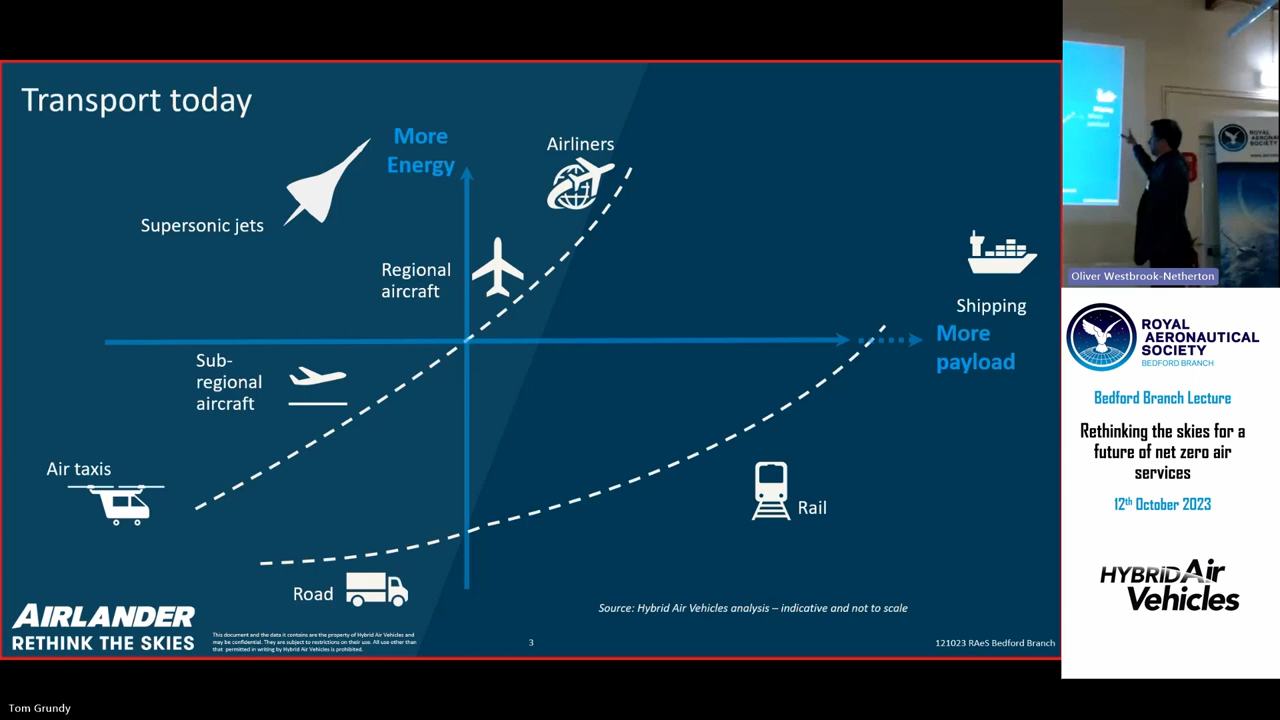 Transport today
More
Energy
Airliners
Supersonic jets
Regional
aircraft
Shipping
More
payload
Sub-
regional
aircraft
Air taxis
Rail
Road
Source: Hybrid Air Vehicles analysis – indicative and not to scale
AIRLANDER
RETHINK THE SKIES
This document and the data it contains are the property of Hybrid Air Vehicles and
may be confidential. They are subject to restrictions on their use. All use other than
that permitted in writing by Hybrid Air Vehicles is prohibited.
3
121023 RAeS Bedford Branch
ROYAL
AERONAUTICAL
SOCIETY
Oliver Westbrook-Netherton
ROYAL
AERONAUTICAL
SOCIETY
BEDFORD BRANCH
Bedford Branch Lecture
Rethinking the skies for a
future of net zero air
services
12th October 2023
HYBRID Air
Vehicles
Tom Grundy